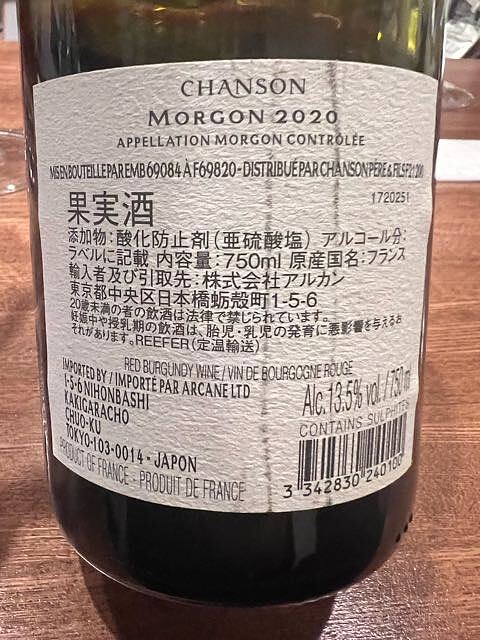 CHANSON
MORGON 2020
APPELLATION MORGON CONTRÔLÉE
MIS EN BOUTEILLE PAR EMB 69084 À F69820 - DISTRIBUÉ PAR CHANSON PÈRE & FILS F21200
1720251
果実酒
添加物:酸化防止剤(亜硫酸塩) アルコール分:
ラベルに記載 内容量:750ml 原産国名:フランス
輸入者及び引取先:株式会社アルカン
東京都中央区日本橋蛎殻町1-5-6
20歳未満の者の飲酒は法律で禁じられています。
妊娠中や授乳期の飲酒は、胎児・乳児の発育に悪影響を与えるお
それがあります。REEFER(定温輸送)
RED BURGUNDY WINE / VIN DE BOURGOGNE ROUGE
IMPORTED BY / IMPORTÉ PAR ARCANE LTD
1-5-6 NIHONBASHI
KAKIGARACHO
CHUO-KU
TOKYO-103-0014 - JAPON
PRODUCT OF FRANCE - PRODUIT DE FRANCE
Alc. 13.5% vol. / 750 ml
CONTAINS SULPHITES
3 342830 240100